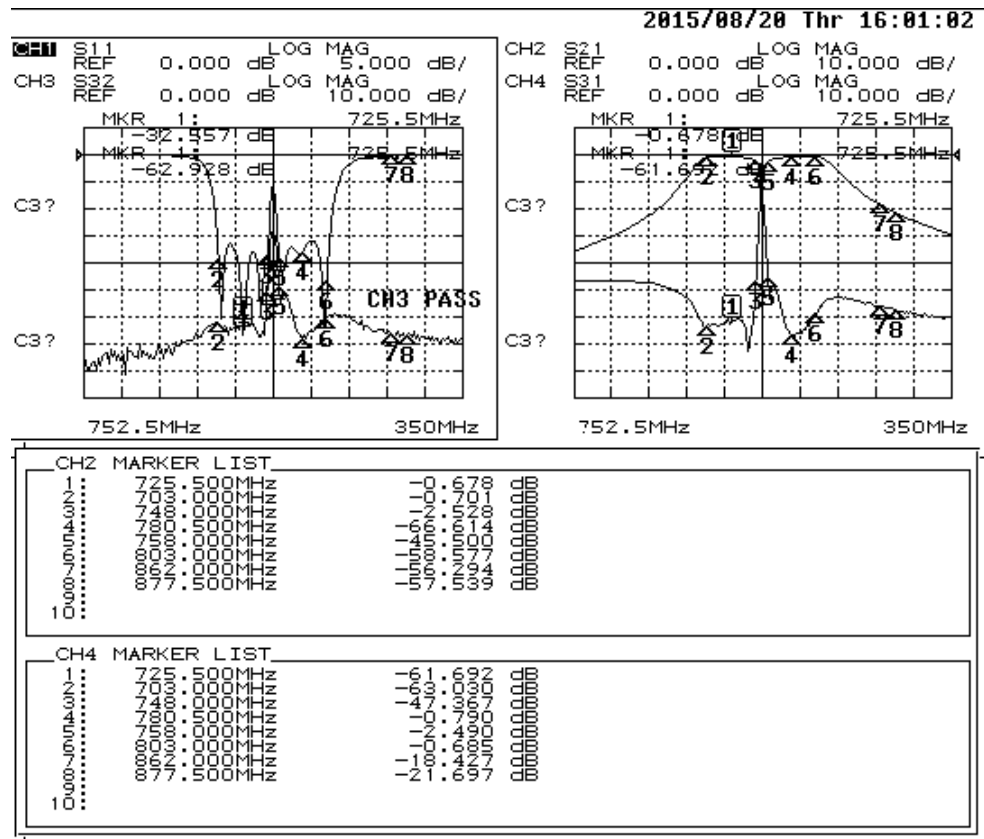 2015/08/20 Thr 16:01:02
CH1 S11 LOG MAG
REF 0.000 dB 5.000 dB/
CH3 S32 LOG MAG
REF 0.000 dB 10.000 dB/
MKR 1: 725.5MHz
-32.557 dB
MKR 1: 725.5MHz
-62.928 dB
C3?
C3?
CH3 PASS
752.5MHz 350MHz
CH2 S21 LOG MAG
REF 0.000 dB 10.000 dB/
CH4 S31 LOG MAG
REF 0.000 dB 10.000 dB/
MKR 1: 725.5MHz
-0.678 dB
MKR 1: 725.5MHz
-61.692 dB
C3?
C3?
752.5MHz 350MHz
CH2 MARKER LIST
1: 725.500MHz -0.678 dB
2: 703.000MHz -0.701 dB
3: 748.000MHz -2.528 dB
4: 780.500MHz -66.614 dB
5: 758.000MHz -45.500 dB
6: 803.000MHz -58.577 dB
7: 862.000MHz -56.294 dB
8: 877.500MHz -57.539 dB
9:
10:
CH4 MARKER LIST
1: 725.500MHz -61.692 dB
2: 703.000MHz -63.030 dB
3: 748.000MHz -47.367 dB
4: 780.500MHz -0.790 dB
5: 758.000MHz -2.490 dB
6: 803.000MHz -0.685 dB
7: 862.000MHz -18.427 dB
8: 877.500MHz -21.697 dB
9:
10: